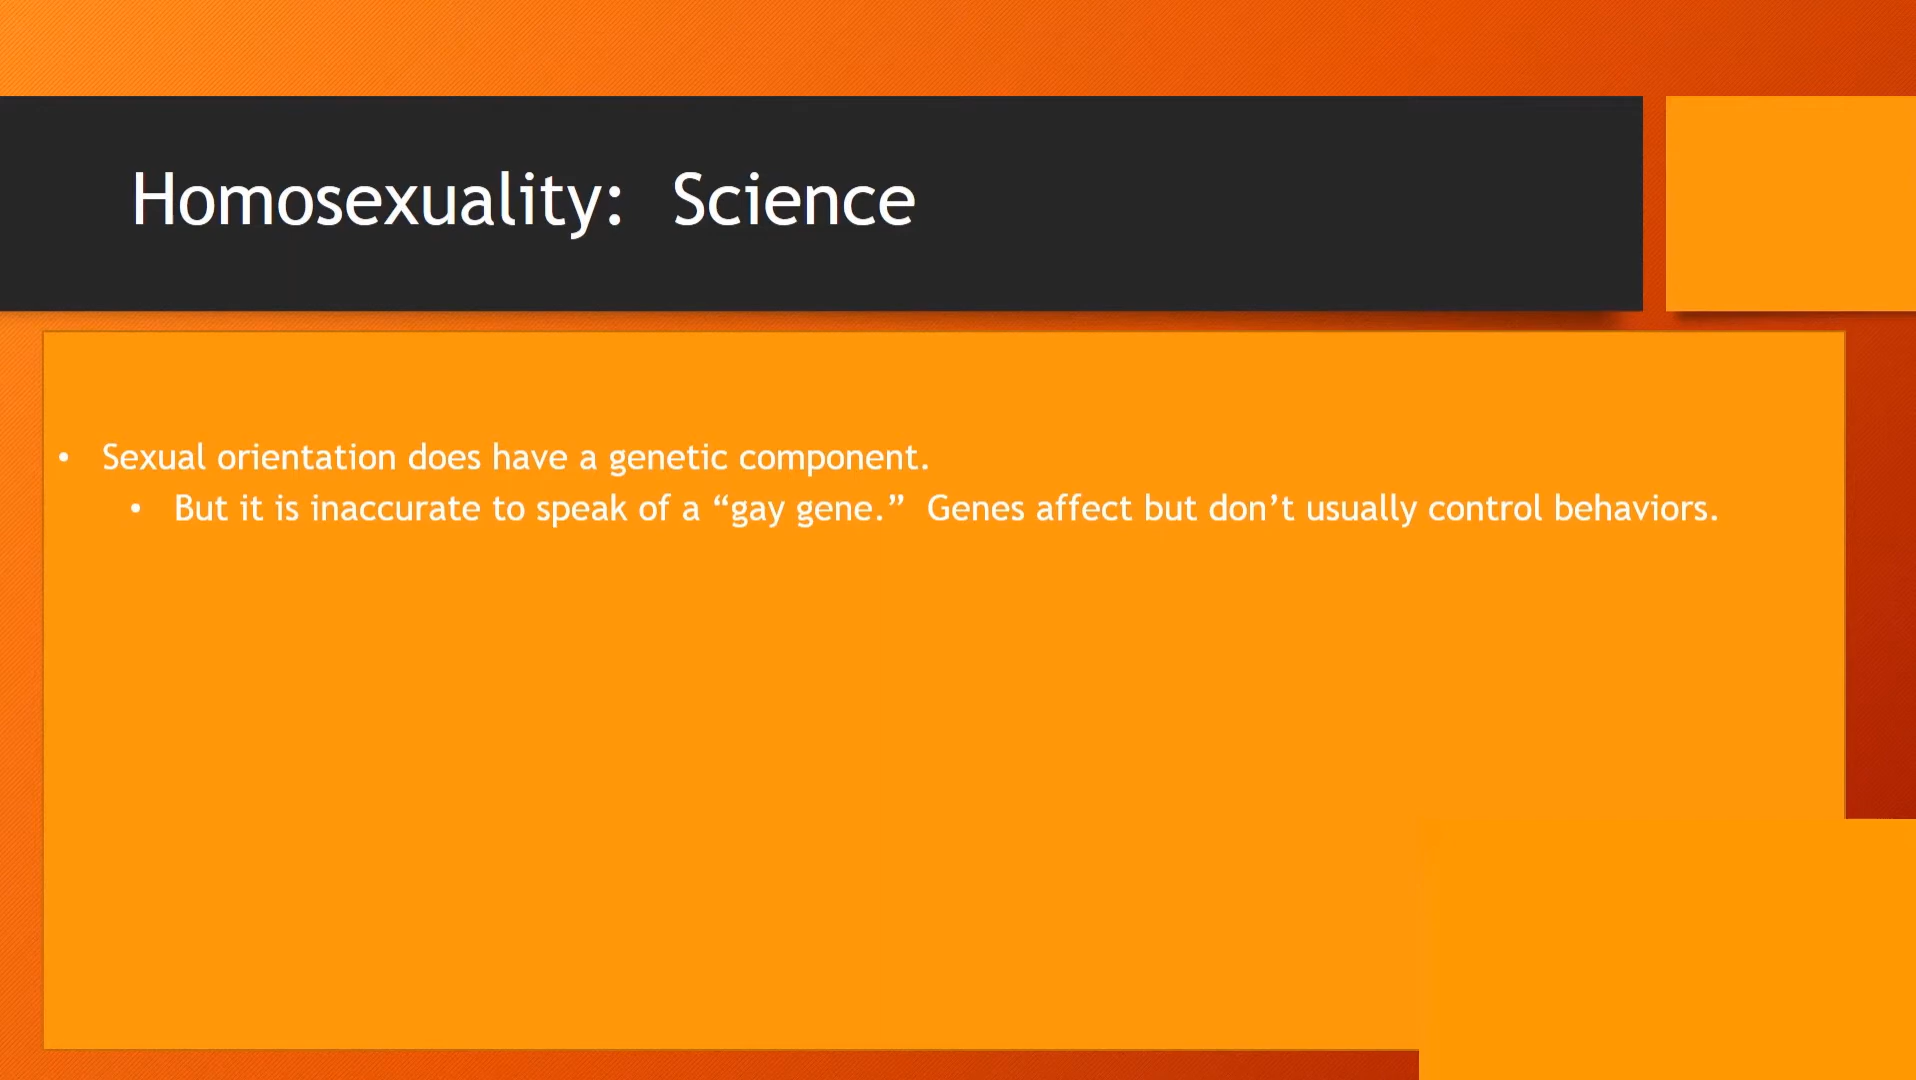 Homosexuality:  Science
• Sexual orientation does have a genetic component.
• But it is inaccurate to speak of a “gay gene.”  Genes affect but don’t usually control behaviors.